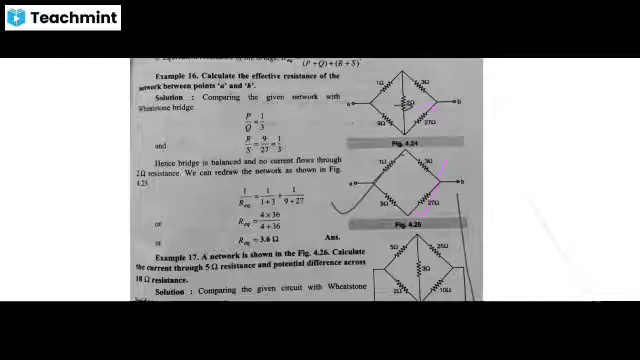 Teachmint
(P + Q) + (R + S)
Example 16. Calculate the effective resistance of the
network between points 'a' and 'b'.
Solution : Comparing the given network with
Wheatstone bridge
P/Q = 1/3
and R/S = 9/27 = 1/3
Hence bridge is balanced and no current flows through
2Ω resistance. We can redraw the network as shown in Fig.
4.25.
1/Req = 1/(1+3) + 1/(9+27)
or Req = (4 × 36)/(4 + 36)
or Req = 3.6 Ω Ans.
Example 17. A network is shown in the Fig. 4.26. Calculate
the current through 5 Ω resistance and potential difference across
10 Ω resistance.
Solution : Comparing the given circuit with Wheatstone
1Ω 3Ω
a 2Ω b
9Ω 27Ω
Fig. 4.24
1Ω 3Ω
a b
9Ω 27Ω
Fig. 4.25
5Ω 25Ω
3Ω
2Ω 10Ω